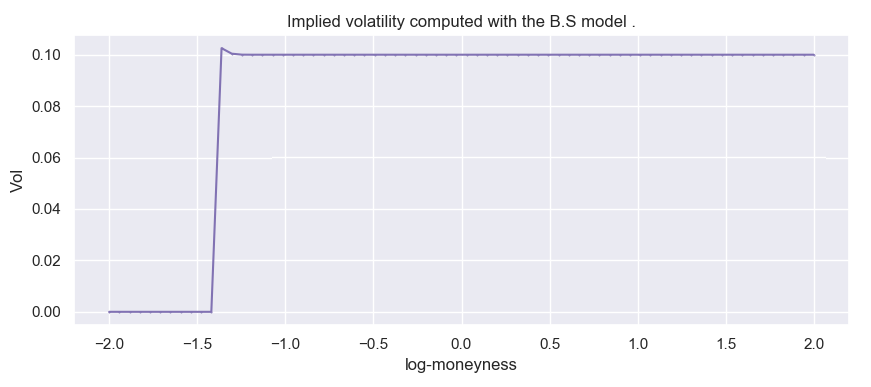 Implied volatility computed with the B.S model .
0.10
0.08
0.06
0.04
0.02
0.00
Vol
−2.0 −1.5 −1.0 −0.5 0.0 0.5 1.0 1.5 2.0
log-moneyness